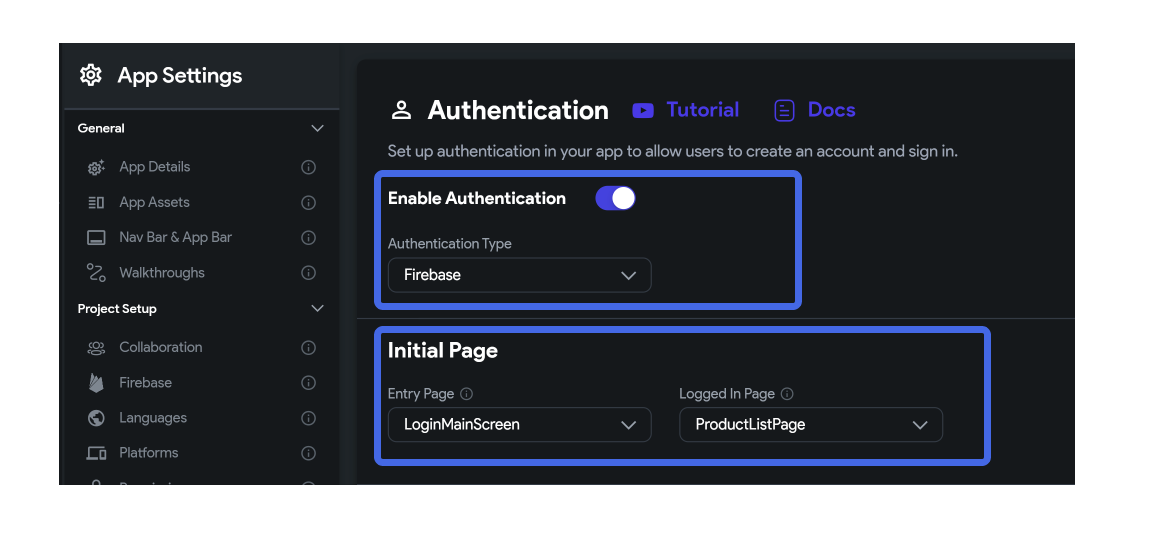 App Settings
General
App Details
App Assets
Nav Bar & App Bar
Walkthroughs
Project Setup
Collaboration
Firebase
Languages
Platforms
Authentication
Tutorial
Docs
Set up authentication in your app to allow users to create an account and sign in.
Enable Authentication
Authentication Type
Firebase
Initial Page
Entry Page
Logged In Page
LoginMainScreen
ProductListPage